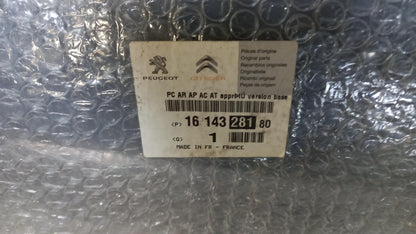 PEUGEOT
CITROËN
Pièces d'origine
Original parts
Recambios originales
Originalteile
Ricambi originali
Peças de origem
PC AR AP AC AT appréHD version base
(P) 16 143 281 80
(Q) 1
MADE IN FR - FRANCE